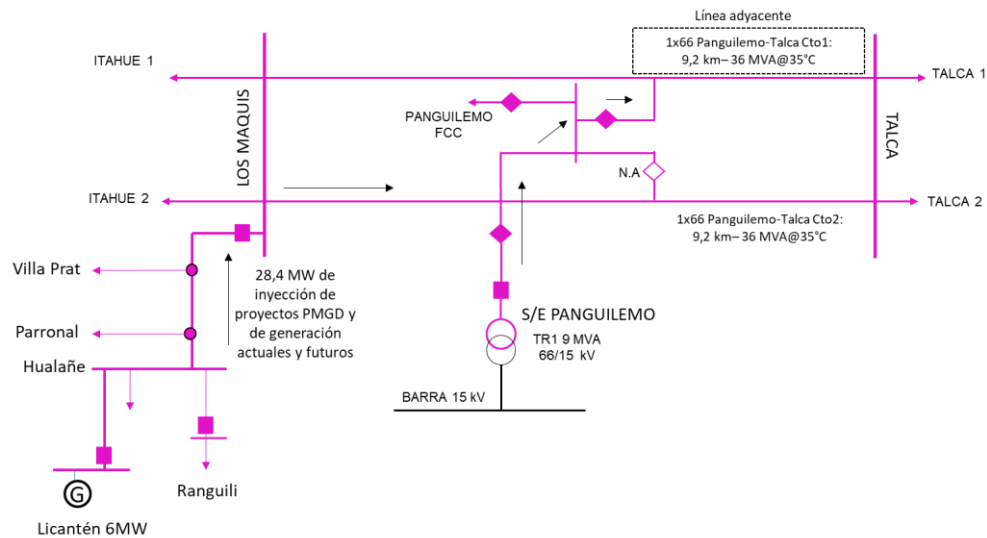 Línea adyacente
1x66 Panguilemo-Talca Cto1:
9,2 km– 36 MVA@35°C
ITAHUE 1
TALCA 1
LOS MAQUIS
PANGUILEMO
FCC
TALCA
N.A
ITAHUE 2
TALCA 2
1x66 Panguilemo-Talca Cto2:
9,2 km– 36 MVA@35°C
Villa Prat
28,4 MW de
inyección de
proyectos PMGD y
de generación
actuales y futuros
S/E PANGUILEMO
TR1 9 MVA
66/15 kV
Parronal
Hualañe
BARRA 15 kV
Ranguili
G
Licantén 6MW